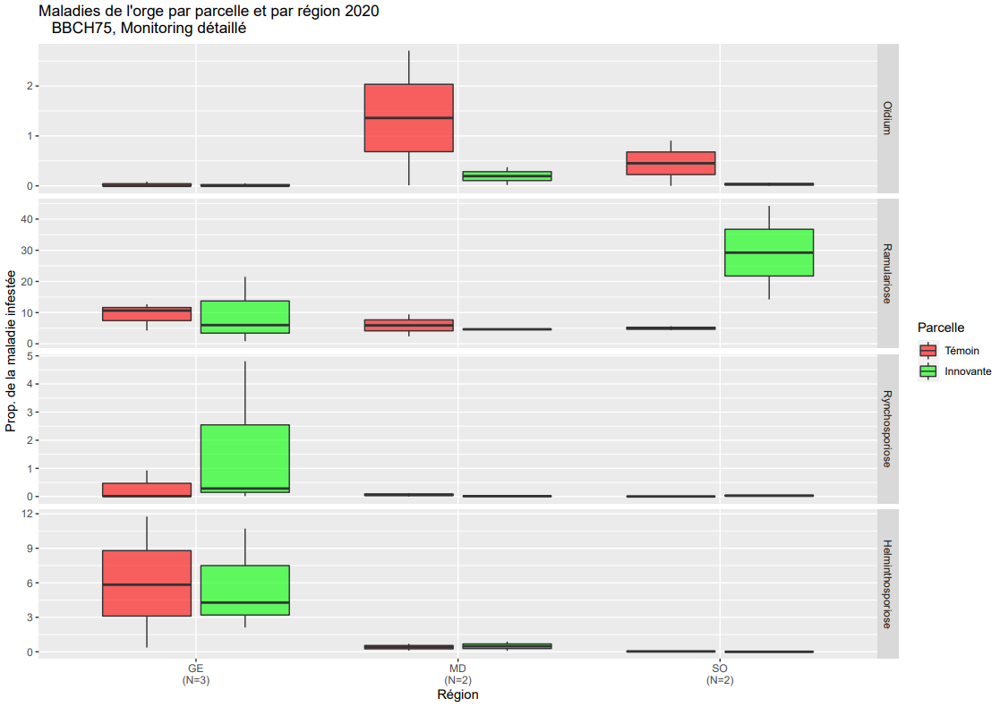 Maladies de l'orge par parcelle et par région 2020
BBCH75, Monitoring détaillé
Prop. de la maladie infestée
2
1
0
Oïdium
40
30
20
10
0
Ramulariose
5
4
3
2
1
0
Rynchosporiose
12
9
6
3
0
Helminthosporiose
GE
(N=3)
MD
(N=2)
SO
(N=2)
Région
Parcelle
Témoin
Innovante